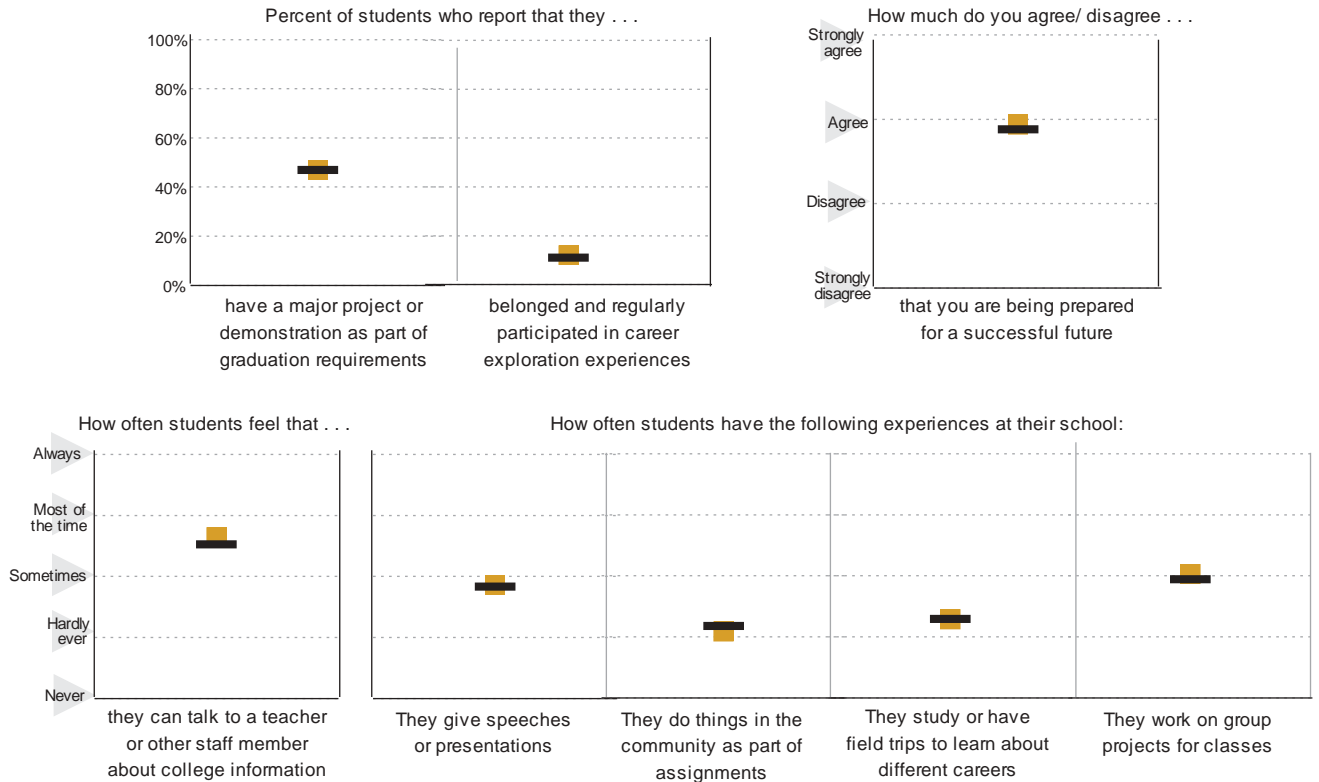 Percent of students who report that they . . .
100%
80%
60%
40%
20%
0%
have a major project or
demonstration as part of
graduation requirements
belonged and regularly
participated in career
exploration experiences
How much do you agree/ disagree . . .
Strongly
agree
Agree
Disagree
Strongly
disagree
that you are being prepared
for a successful future
How often students feel that . . .
Always
Most of
the time
Sometimes
Hardly
ever
Never
they can talk to a teacher
or other staff member
about college information
How often students have the following experiences at their school:
They give speeches
or presentations
They do things in the
community as part of
assignments
They study or have
field trips to learn about
different careers
They work on group
projects for classes